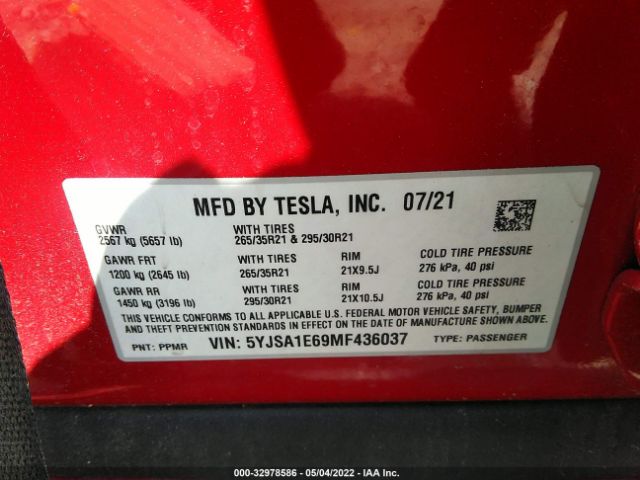 MFD BY TESLA, INC. 07/21
GVWR
2567 kg (5657 lb)
WITH TIRES
265/35R21 & 295/30R21
GAWR FRT
1200 kg (2645 lb)
WITH TIRES
265/35R21
RIM
21X9.5J
COLD TIRE PRESSURE
276 kPa, 40 psi
GAWR RR
1450 kg (3196 lb)
WITH TIRES
295/30R21
RIM
21X10.5J
COLD TIRE PRESSURE
276 kPa, 40 psi
THIS VEHICLE CONFORMS TO ALL APPLICABLE U.S. FEDERAL MOTOR VEHICLE SAFETY, BUMPER
AND THEFT PREVENTION STANDARDS IN EFFECT ON THE DATE OF MANUFACTURE SHOWN ABOVE.
PNT: PPMR VIN: 5YJSA1E69MF436037 TYPE: PASSENGER
000-32978586 - 05/04/2022 - IAA Inc.